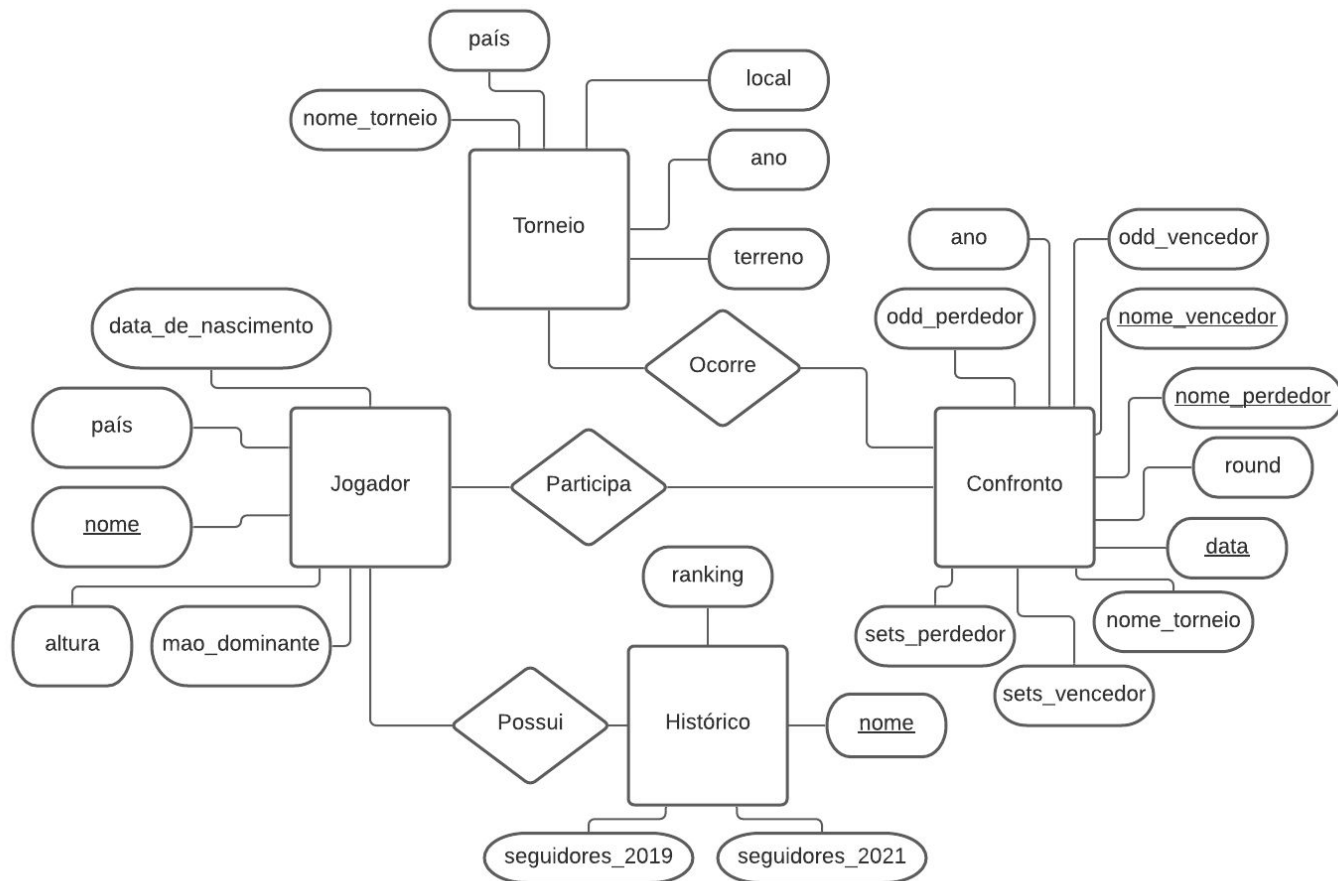 país
local
nome_torneio
ano
Torneio
terreno
ano
odd_vencedor
data_de_nascimento
odd_perdedor
nome_vencedor
Ocorre
país
nome_perdedor
Jogador
Participa
Confronto
round
nome
data
ranking
altura
mao_dominante
sets_perdedor
nome_torneio
sets_vencedor
Possui
Histórico
nome
seguidores_2019
seguidores_2021